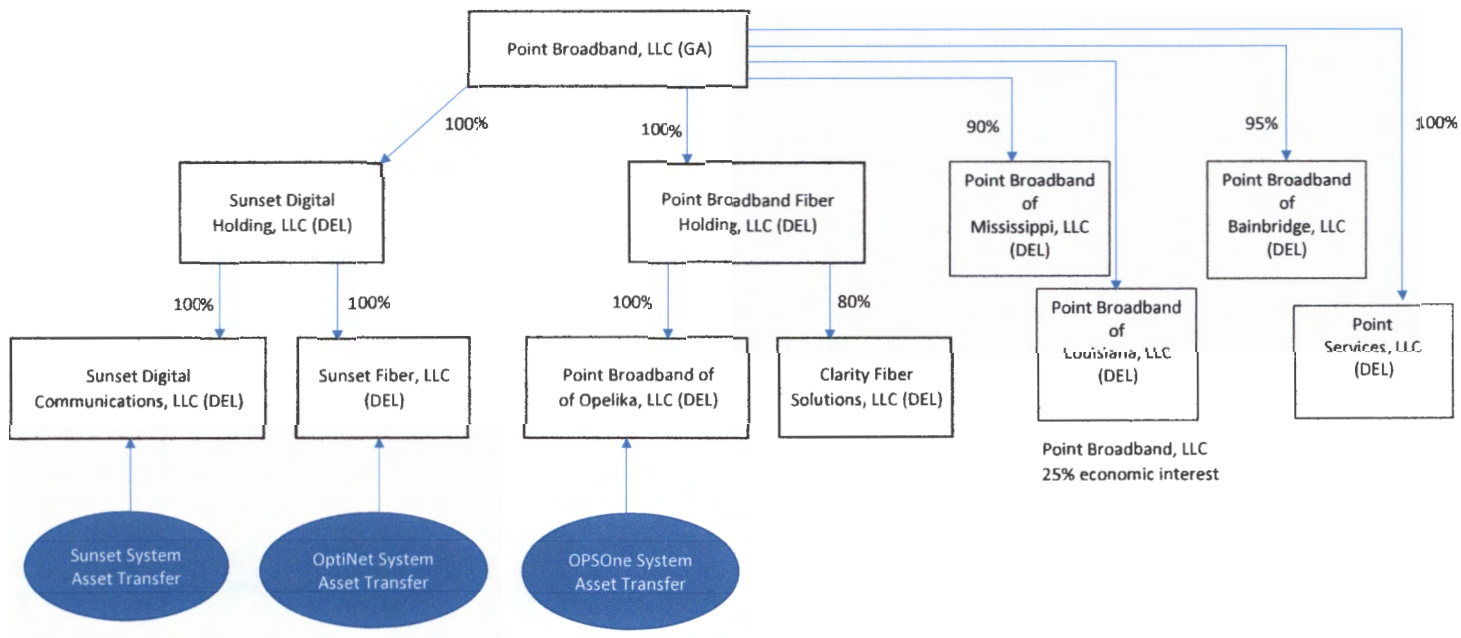 Point Broadband, LLC (GA)
100%
100%
90%
95%
100%
Sunset Digital
Holding, LLC (DEL)
Point Broadband Fiber
Holding, LLC (DEL)
Point Broadband
of
Mississippi, LLC
(DEL)
Point Broadband
of
Bainbridge, LLC
(DEL)
100%
100%
100%
80%
Point Broadband
of
Louisiana, LLC
(DEL)
Point
Services, LLC
(DEL)
Sunset Digital
Communications, LLC (DEL)
Sunset Fiber, LLC
(DEL)
Point Broadband of
of Opelika, LLC (DEL)
Clarity Fiber
Solutions, LLC (DEL)
Point Broadband, LLC
25% economic interest
Sunset System
Asset Transfer
OptiNet System
Asset Transfer
OPSOne System
Asset Transfer